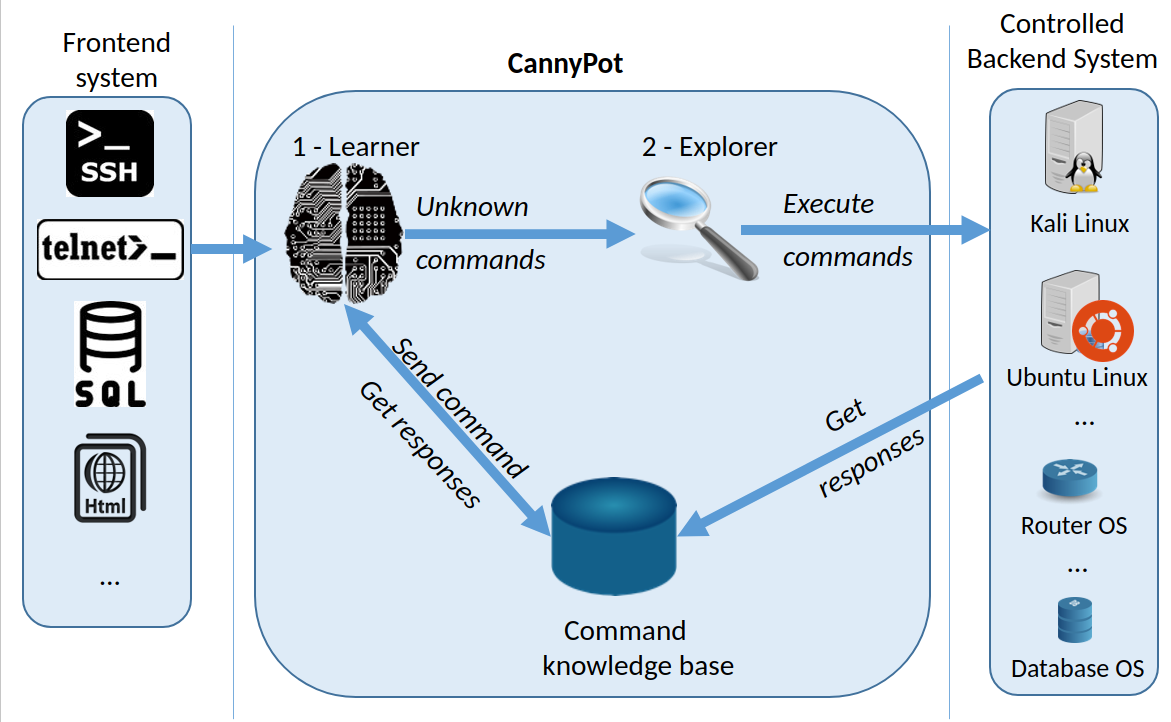 Frontend
system
>_
SSH
telnet>_
SQL
Html
...
CannyPot
1 - Learner
2 - Explorer
Unknown
commands
Execute
commands
Send command
Get responses
Get
responses
Command
knowledge base
Controlled
Backend System
Kali Linux
Ubuntu Linux
...
Router OS
...
Database OS